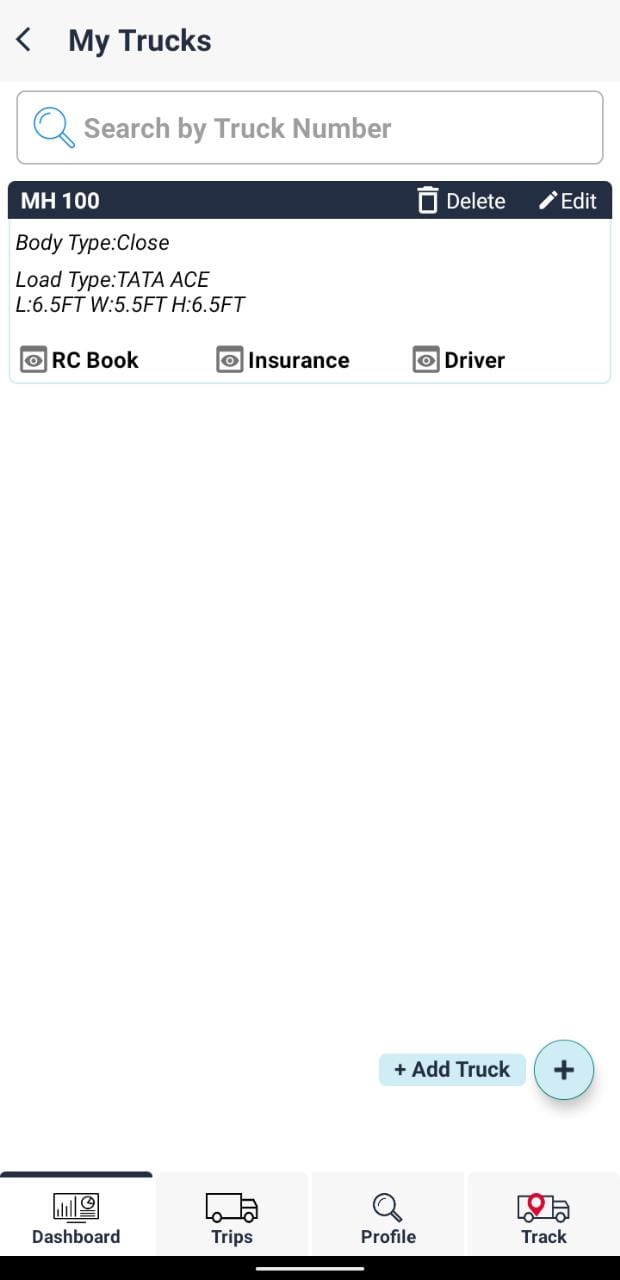 My Trucks
Search by Truck Number
MH 100 Delete Edit
Body Type:Close
Load Type:TATA ACE
L:6.5FT W:5.5FT H:6.5FT
RC Book Insurance Driver
+ Add Truck +
Dashboard Trips Profile Track